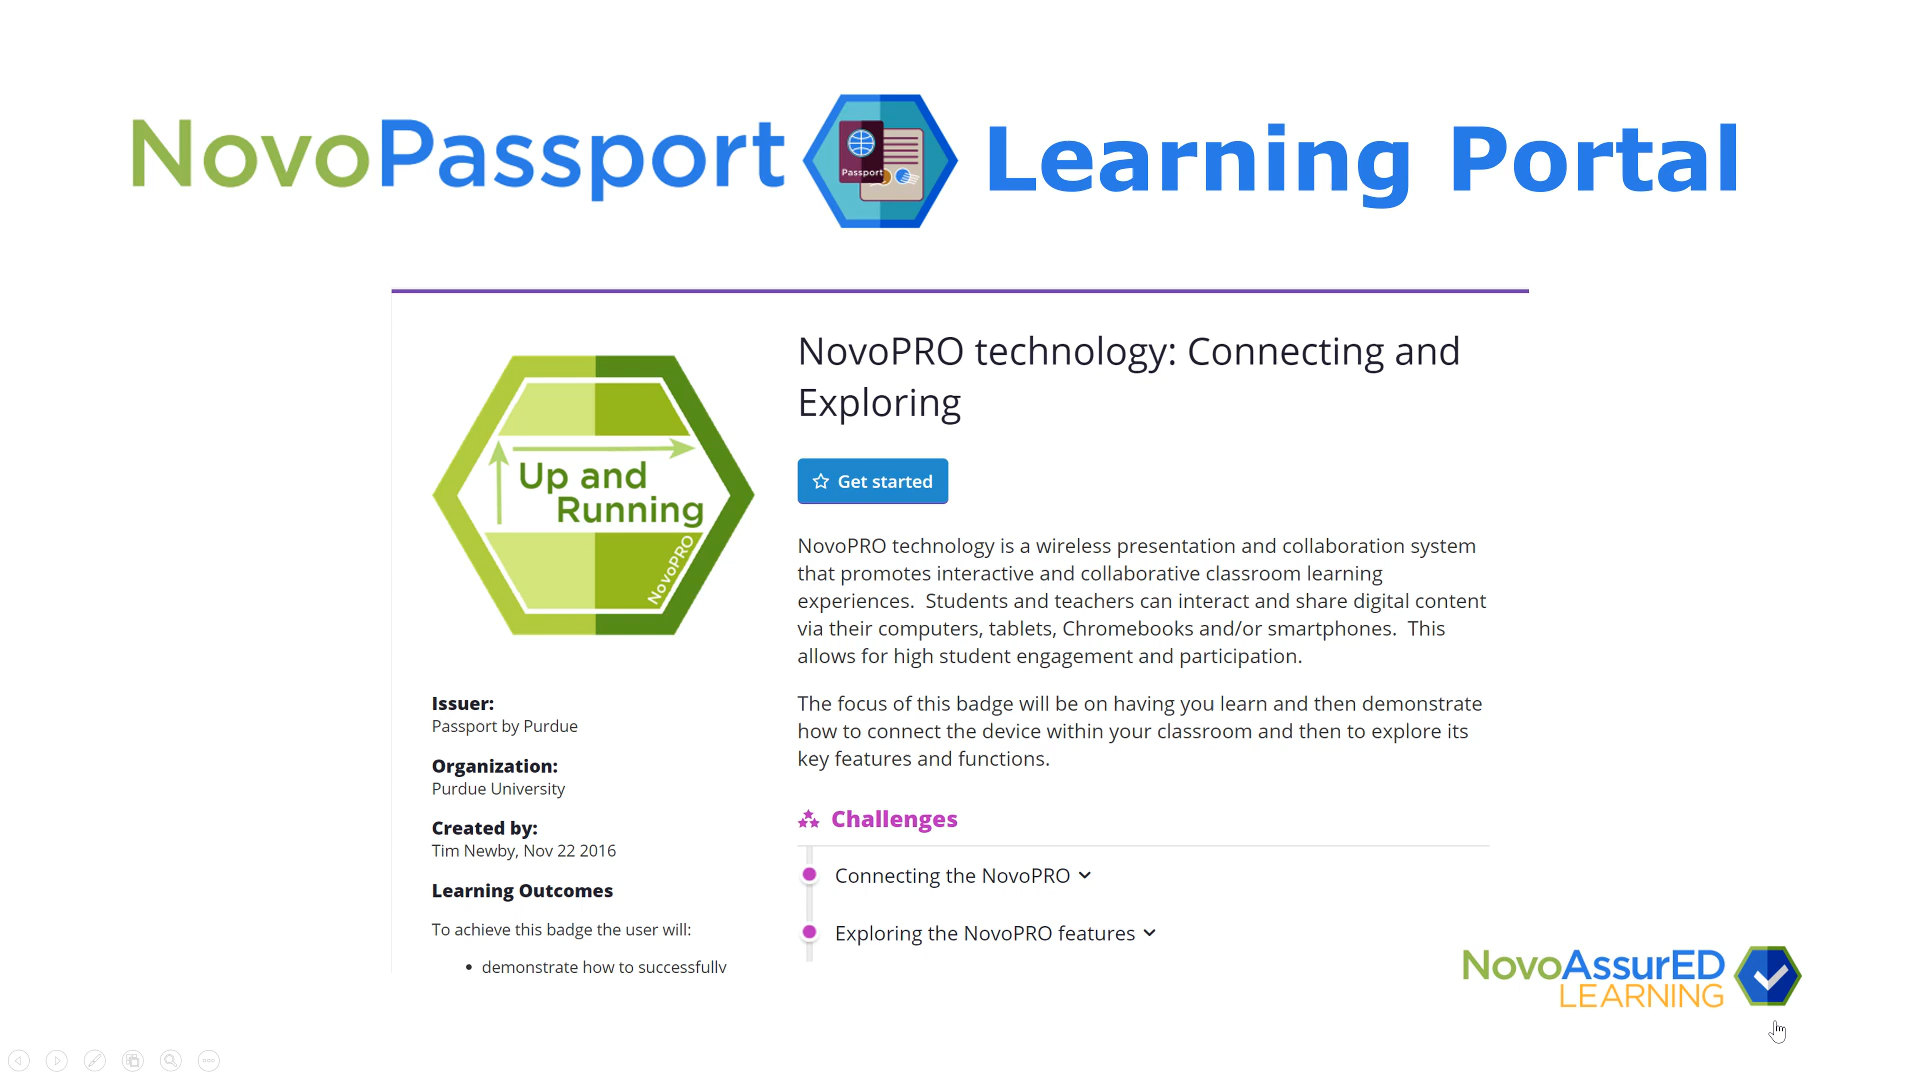 NovoPassport Passport Learning Portal
Up and
Running
NovoPRO
Issuer:
Passport by Purdue
Organization:
Purdue University
Created by:
Tim Newby, Nov 22 2016
Learning Outcomes
To achieve this badge the user will:
• demonstrate how to successfully
NovoPRO technology: Connecting and
Exploring
Get started
NovoPRO technology is a wireless presentation and collaboration system
that promotes interactive and collaborative classroom learning
experiences.  Students and teachers can interact and share digital content
via their computers, tablets, Chromebooks and/or smartphones.  This
allows for high student engagement and participation.
The focus of this badge will be on having you learn and then demonstrate
how to connect the device within your classroom and then to explore its
key features and functions.
Challenges
Connecting the NovoPRO
Exploring the NovoPRO features
NovoAssurED
LEARNING